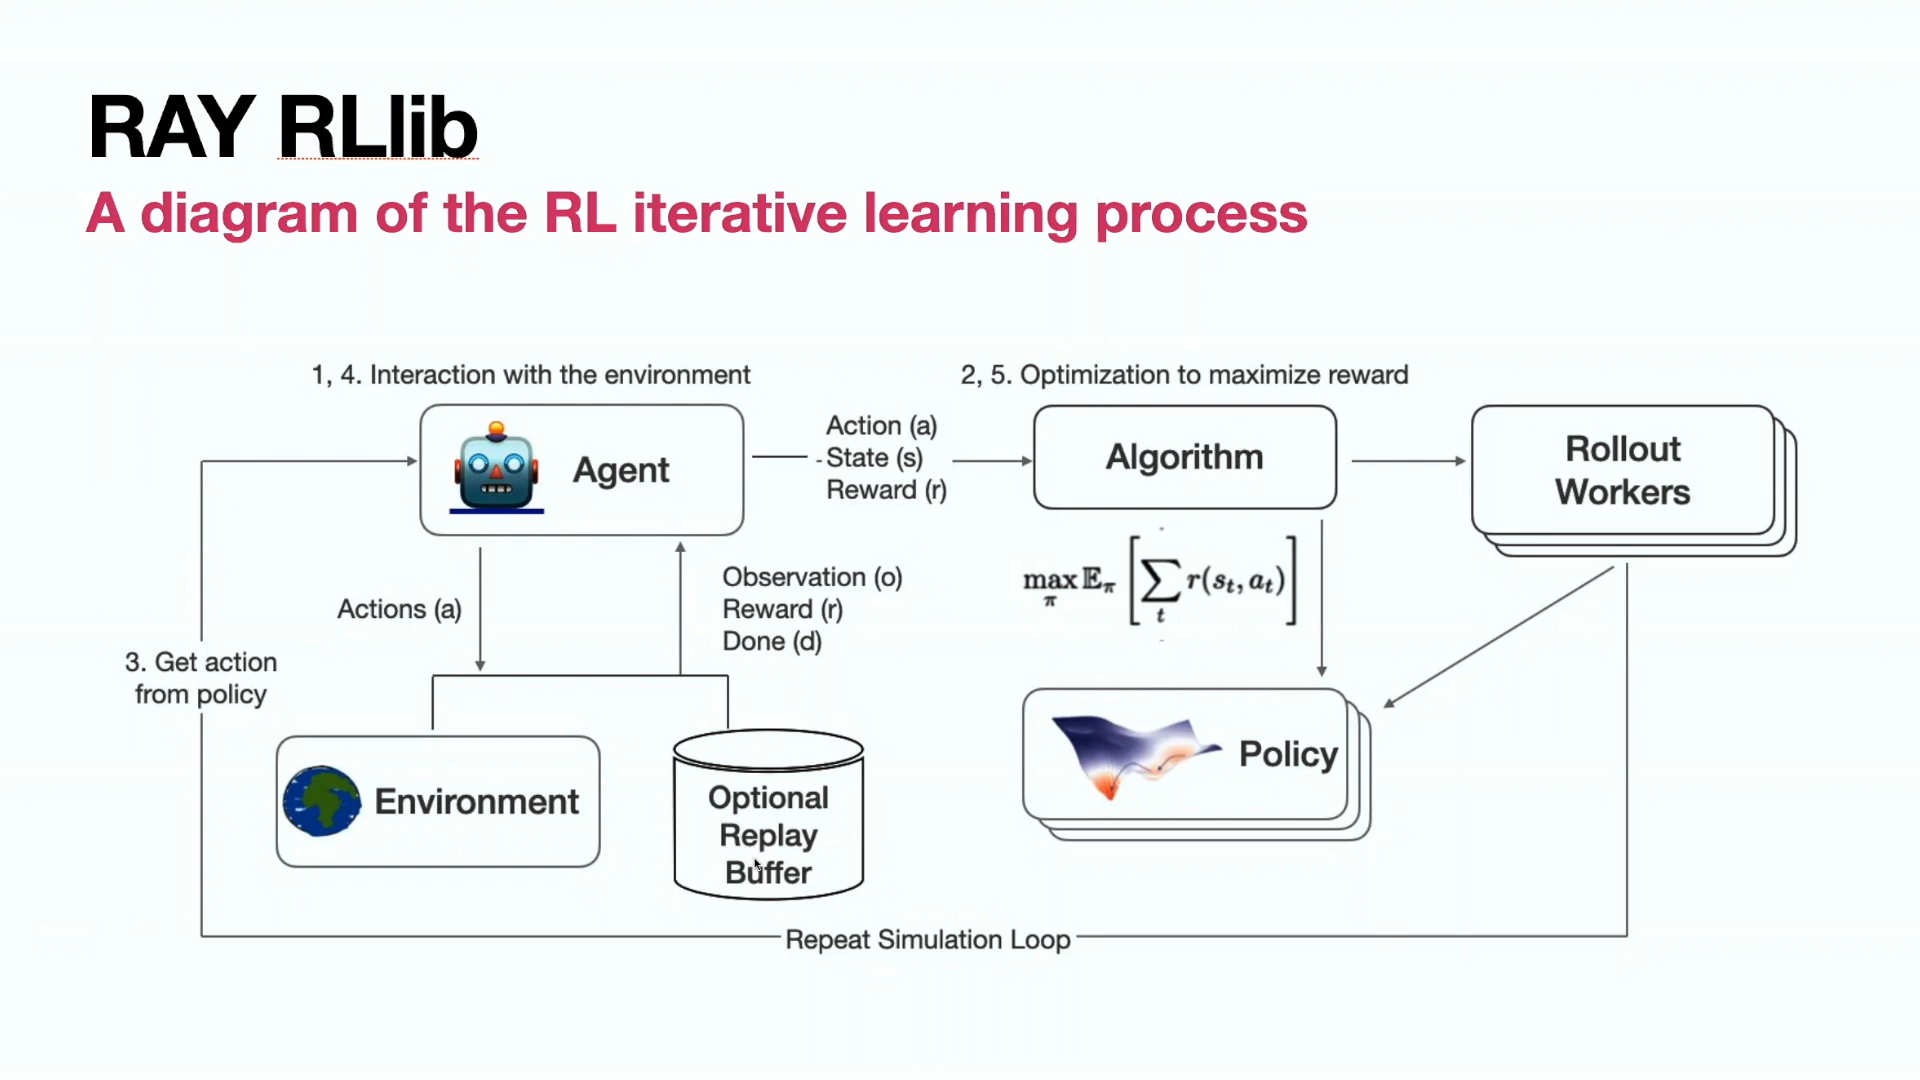 RAY RLlib
A diagram of the RL iterative learning process
1, 4. Interaction with the environment
2, 5. Optimization to maximize reward
Agent
Action (a)
State (s)
Reward (r)
Algorithm
Rollout
Workers
Actions (a)
Observation (o)
Reward (r)
Done (d)
max_π 𝔼_π [∑_t r(s_t, a_t)]
3. Get action
from policy
Environment
Optional
Replay
Buffer
Policy
Repeat Simulation Loop